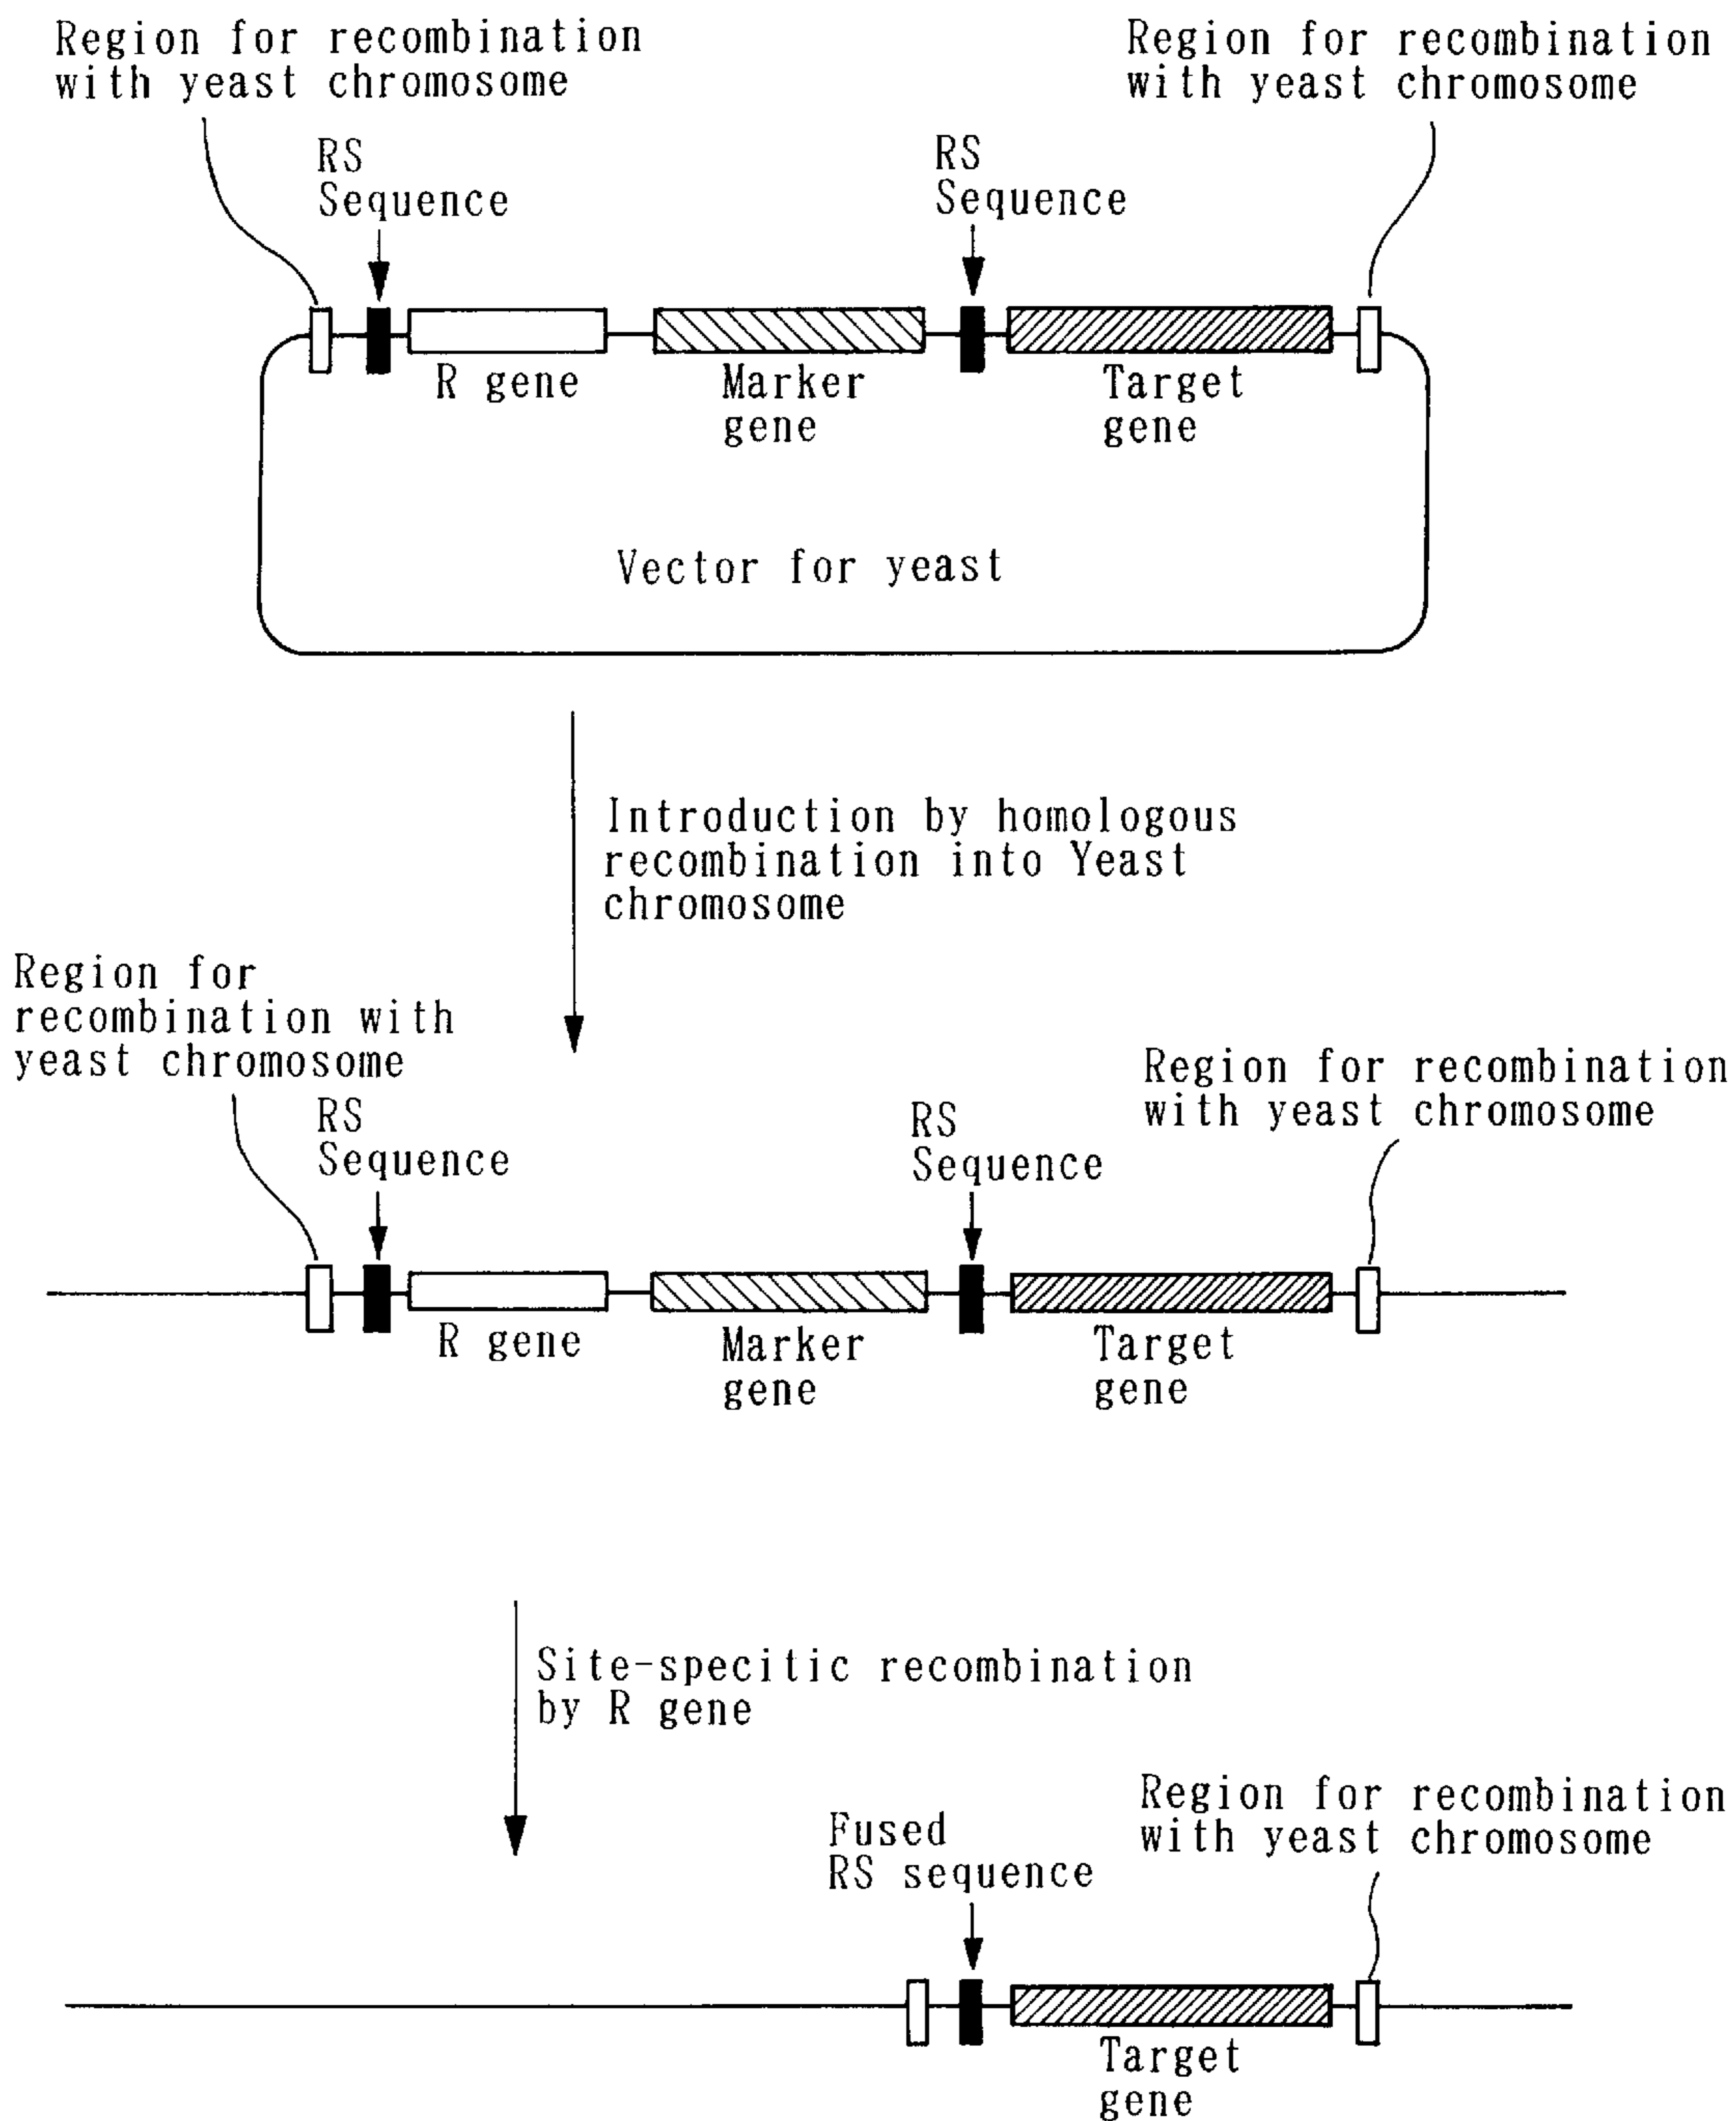 Region for recombination
with yeast chromosome
Region for recombination
with yeast chromosome
RS
Sequence
RS
Sequence
R gene
Marker
gene
Target
gene
Vector for yeast
Introduction by homologous
recombination into Yeast
chromosome
Region for
recombination with
yeast chromosome
Region for recombination
with yeast chromosome
RS
Sequence
RS
Sequence
R gene
Marker
gene
Target
gene
Site-specitic recombination
by R gene
Region for recombination
with yeast chromosome
Fused
RS sequence
Target
gene